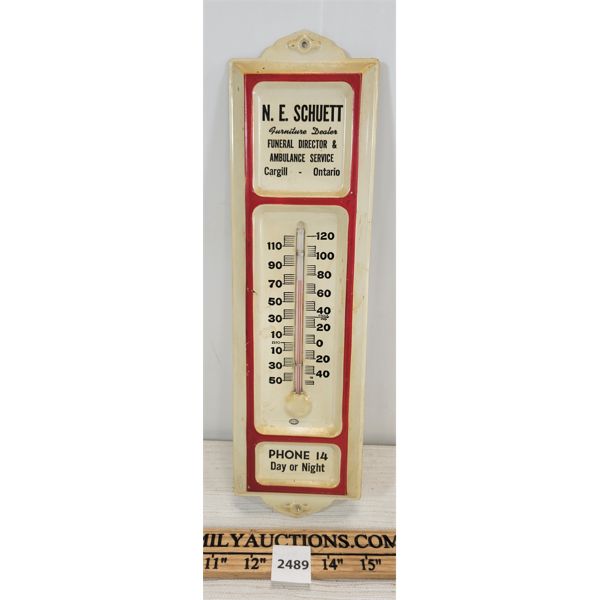 N. E. SCHUETT
Furniture Dealer
FUNERAL DIRECTOR &
AMBULANCE SERVICE
Cargill - Ontario
120
110
100
90
80
70
60
50
40
30
20
10
0
10
20
30
40
50
PHONE 14
Day or Night
MILYAUCTIONS.COM
11" 12" 2489 14" 15"